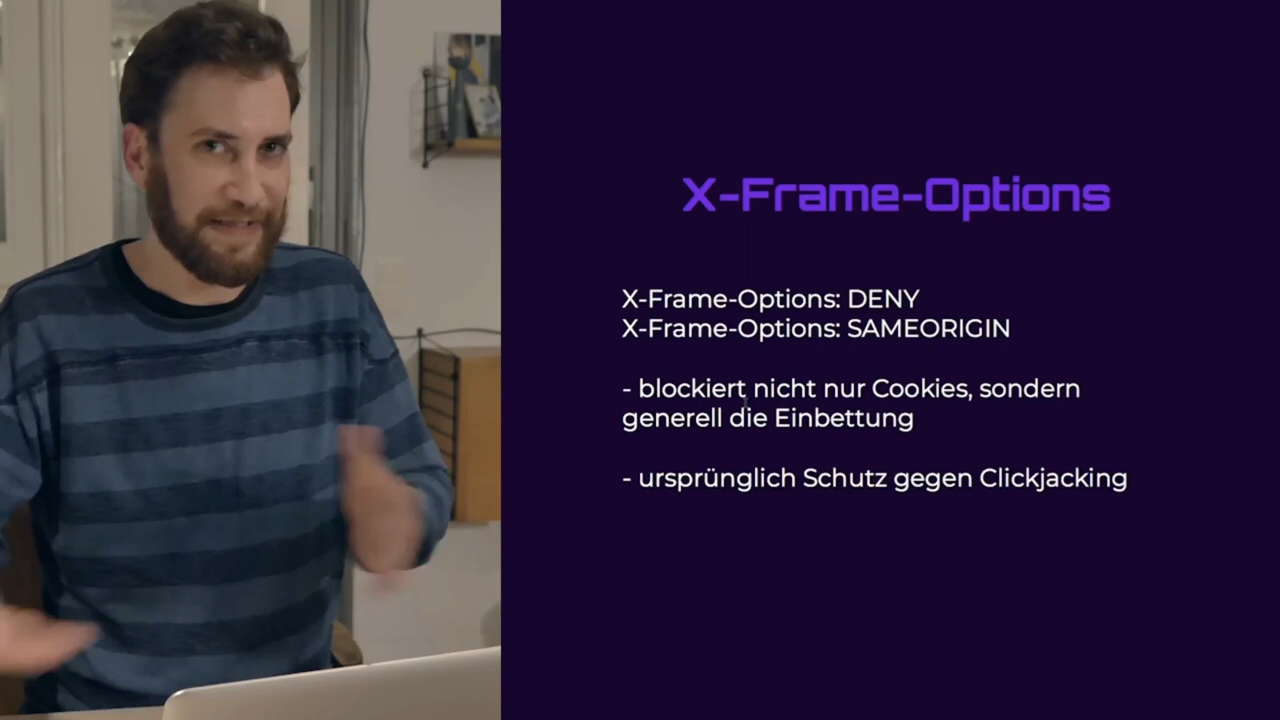 X-Frame-Options
X-Frame-Options: DENY
X-Frame-Options: SAMEORIGIN
- blockiert nicht nur Cookies, sondern
generell die Einbettung
- ursprünglich Schutz gegen Clickjacking